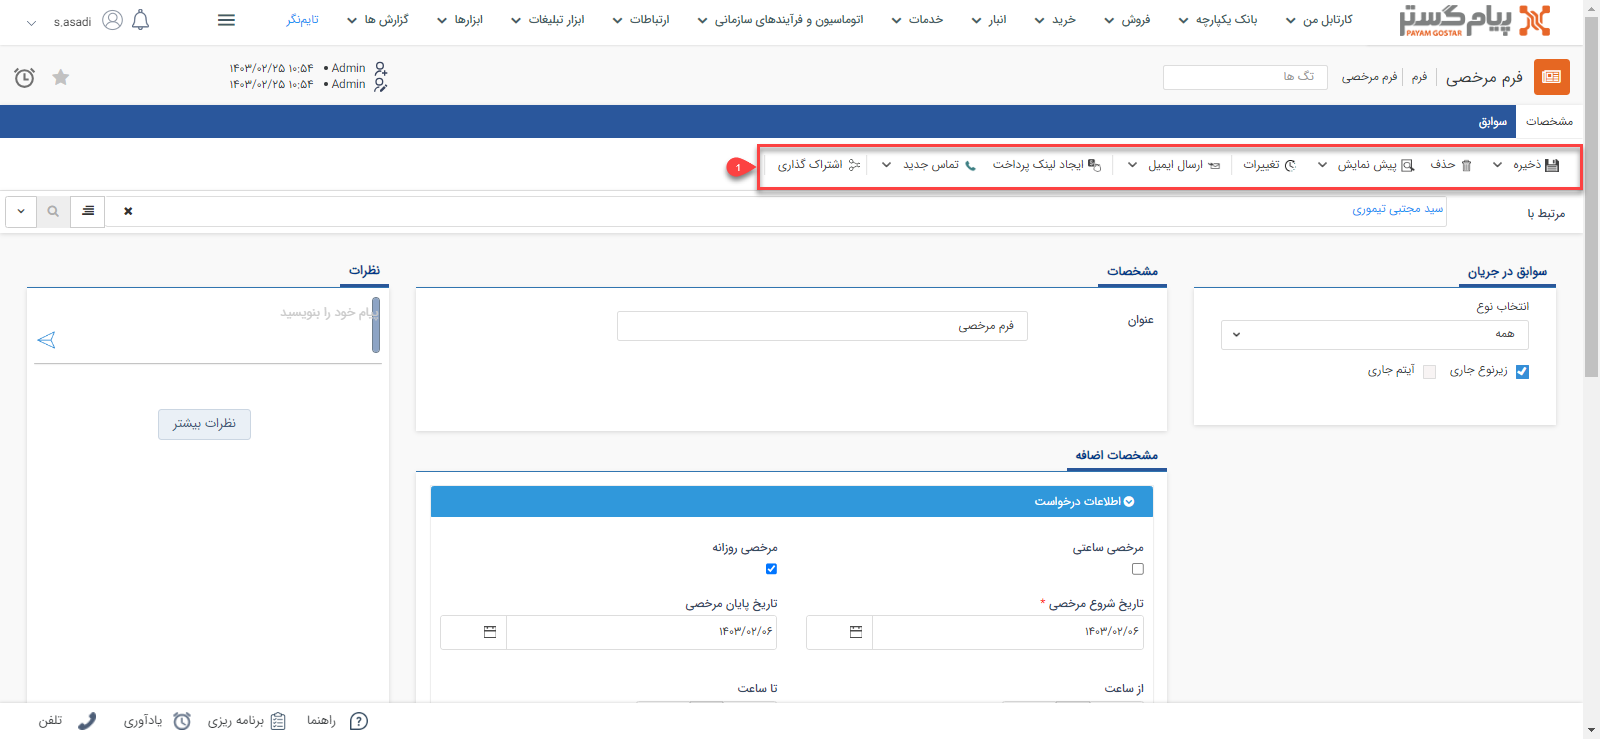 پیام گستر
PAYAM GOSTAR
کارتابل من
بانک یکپارچه
فروش
خرید
انبار
خدمات
اتوماسیون و فرآیندهای سازمانی
ارتباطات
ابزار تبلیغات
ابزارها
گزارش ها
تایم‌نگر
s.asadi
فرم مرخصی
فرم
فرم مرخصی
تگ ها
۱۴۰۳/۰۲/۲۵ ۱۰:۵۴ • Admin
۱۴۰۳/۰۲/۲۵ ۱۰:۵۴ • Admin
مشخصات
سوابق
ذخیره
حذف
پیش نمایش
تغییرات
ارسال ایمیل
ایجاد لینک پرداخت
تماس جدید
اشتراک گذاری
1
مرتبط با
سید مجتبی تیموری
سوابق در جریان
انتخاب نوع
همه
زیرنوع جاری
آیتم جاری
مشخصات
عنوان
فرم مرخصی
مشخصات اضافه
اطلاعات درخواست
مرخصی ساعتی
مرخصی روزانه
تاریخ شروع مرخصی *
تاریخ پایان مرخصی
۱۴۰۳/۰۲/۰۶
۱۴۰۳/۰۲/۰۶
از ساعت
تا ساعت
نظرات
پیام خود را بنویسید
نظرات بیشتر
راهنما
برنامه ریزی
یادآوری
تلفن